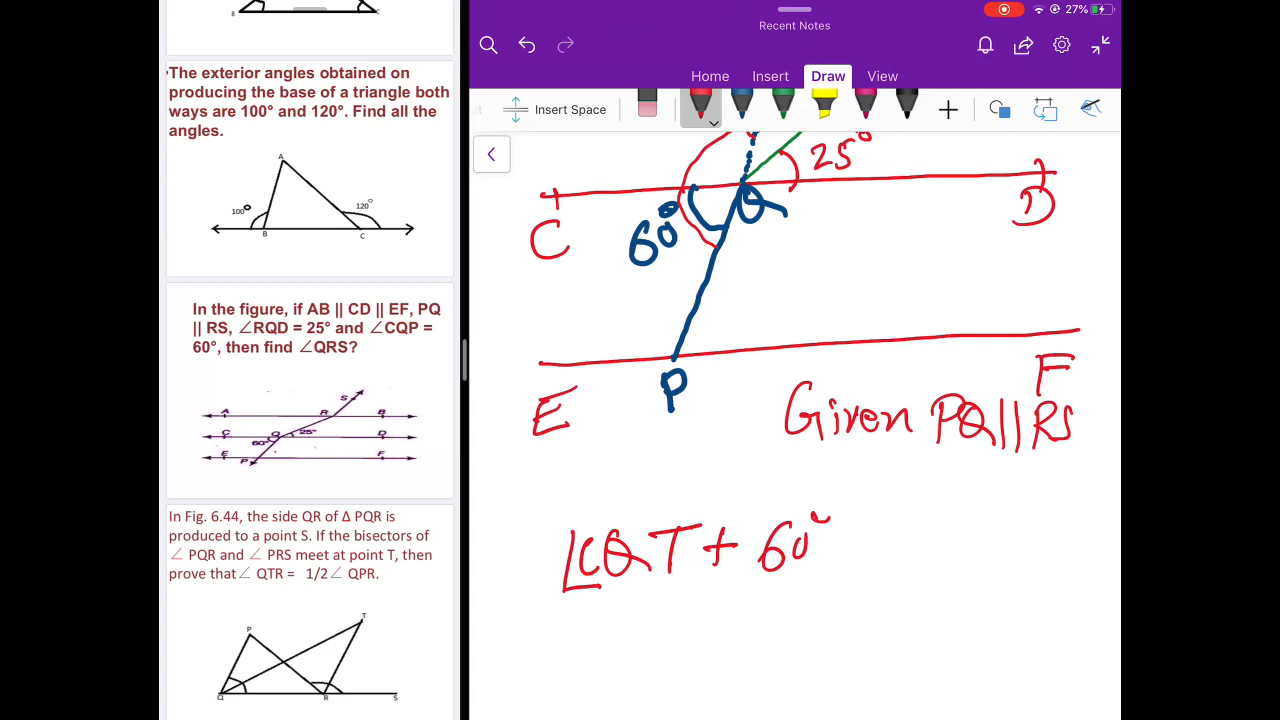 B
C
The exterior angles obtained on
producing the base of a triangle both
ways are 100° and 120°. Find all the
angles.
A
100°
120°
B
C
In the figure, if AB || CD || EF, PQ
|| RS, ∠RQD = 25° and ∠CQP =
60°, then find ∠QRS?
S
A
R
B
C
Q
25°
D
60°
E
P
F
In Fig. 6.44, the side QR of Δ PQR is
produced to a point S. If the bisectors of
∠ PQR and ∠ PRS meet at point T, then
prove that ∠ QTR = 1/2∠ QPR.
P
T
Q
R
S
27%
Recent Notes
Home Insert Draw View
Insert Space
25°
C
60°
Q
D
E
P
F
Given PQ || RS
∠CQT + 60°